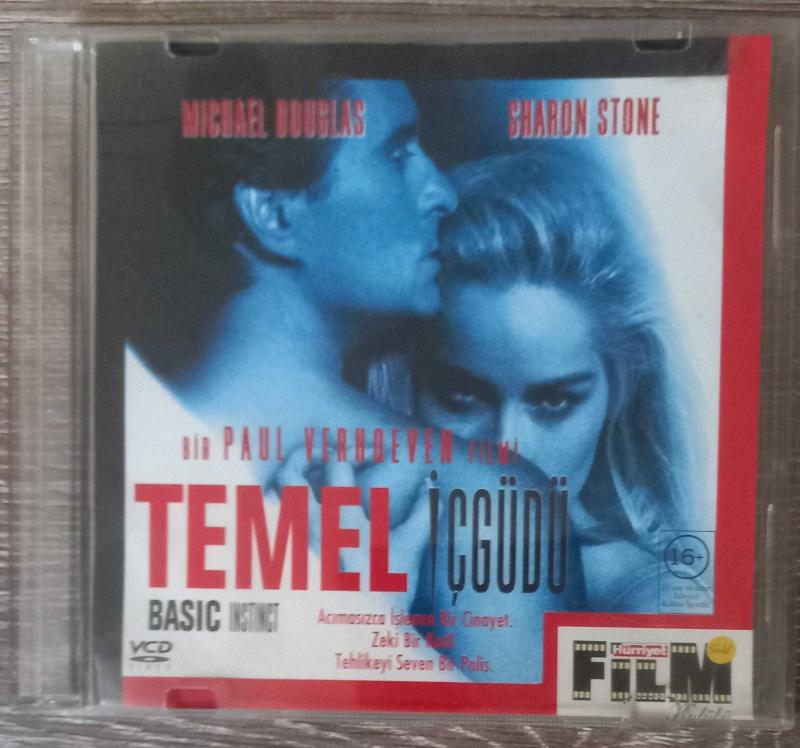 MICHAEL DOUGLAS
SHARON STONE
BİR PAUL VERHOEVEN FİLMİ
TEMEL İÇGÜDÜ
BASIC INSTINCT
Acımasızca İşlenen Bir Cinayet.
Zeki Bir Katil.
Tehlikeyi Seven Bir Polis.
16+
VCD
VIDEO
Hürriyet
FİLM